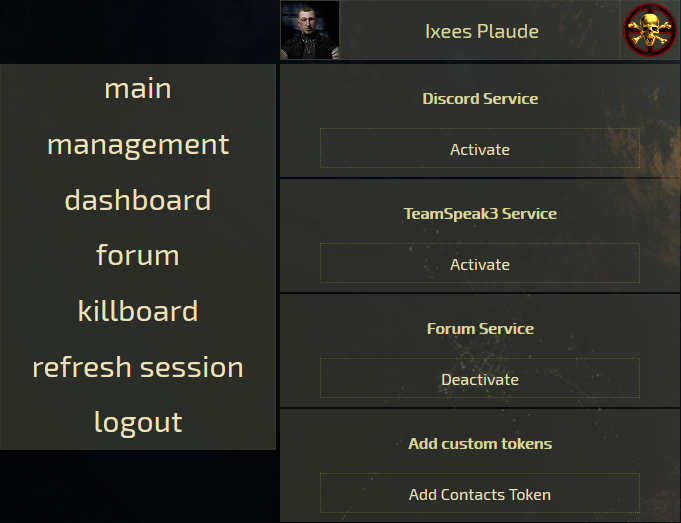 Ixees Plaude
main
management
dashboard
forum
killboard
refresh session
logout
Discord Service
Activate
TeamSpeak3 Service
Activate
Forum Service
Deactivate
Add custom tokens
Add Contacts Token